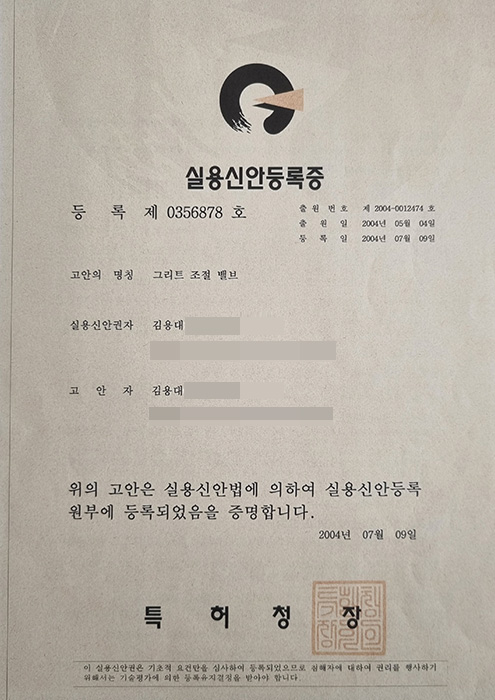 실용신안등록증
등 록 제 0356878 호
출 원 번 호 제 2004-0012474 호
출 원 일 2004년 05월 04일
등 록 일 2004년 07월 09일
고안의 명칭 그리트 조절 밸브
실용신안권자 김용대
고 안 자 김용대
위의 고안은 실용신안법에 의하여 실용신안등록
원부에 등록되었음을 증명합니다.
2004년 07월 09일
특 허 청 장
이 실용신안권은 기초적 요건만을 심사하여 등록되었으므로 침해자에 대하여 권리를 행사하기
위해서는 기술평가에 의한 등록유지결정을 받아야 합니다.